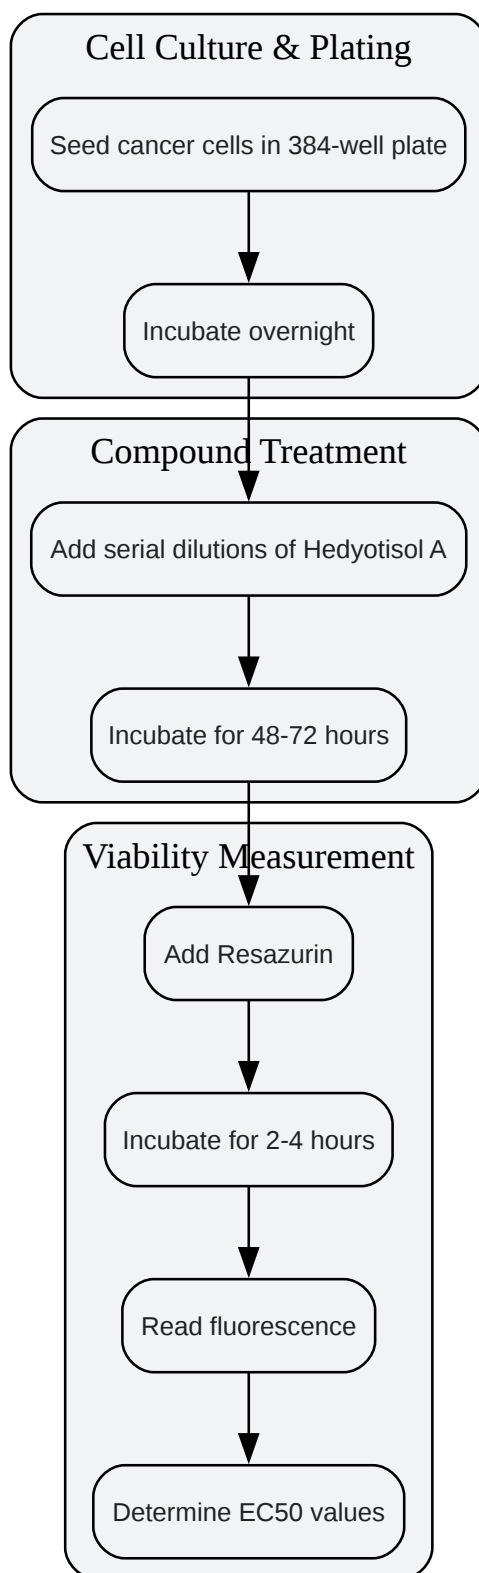 Cell Culture & Plating
Seed cancer cells in 384-well plate
Incubate overnight
Compound Treatment
Add serial dilutions of Hedyotisol A
Incubate for 48-72 hours
Viability Measurement
Add Resazurin
Incubate for 2-4 hours
Read fluorescence
Determine EC50 values